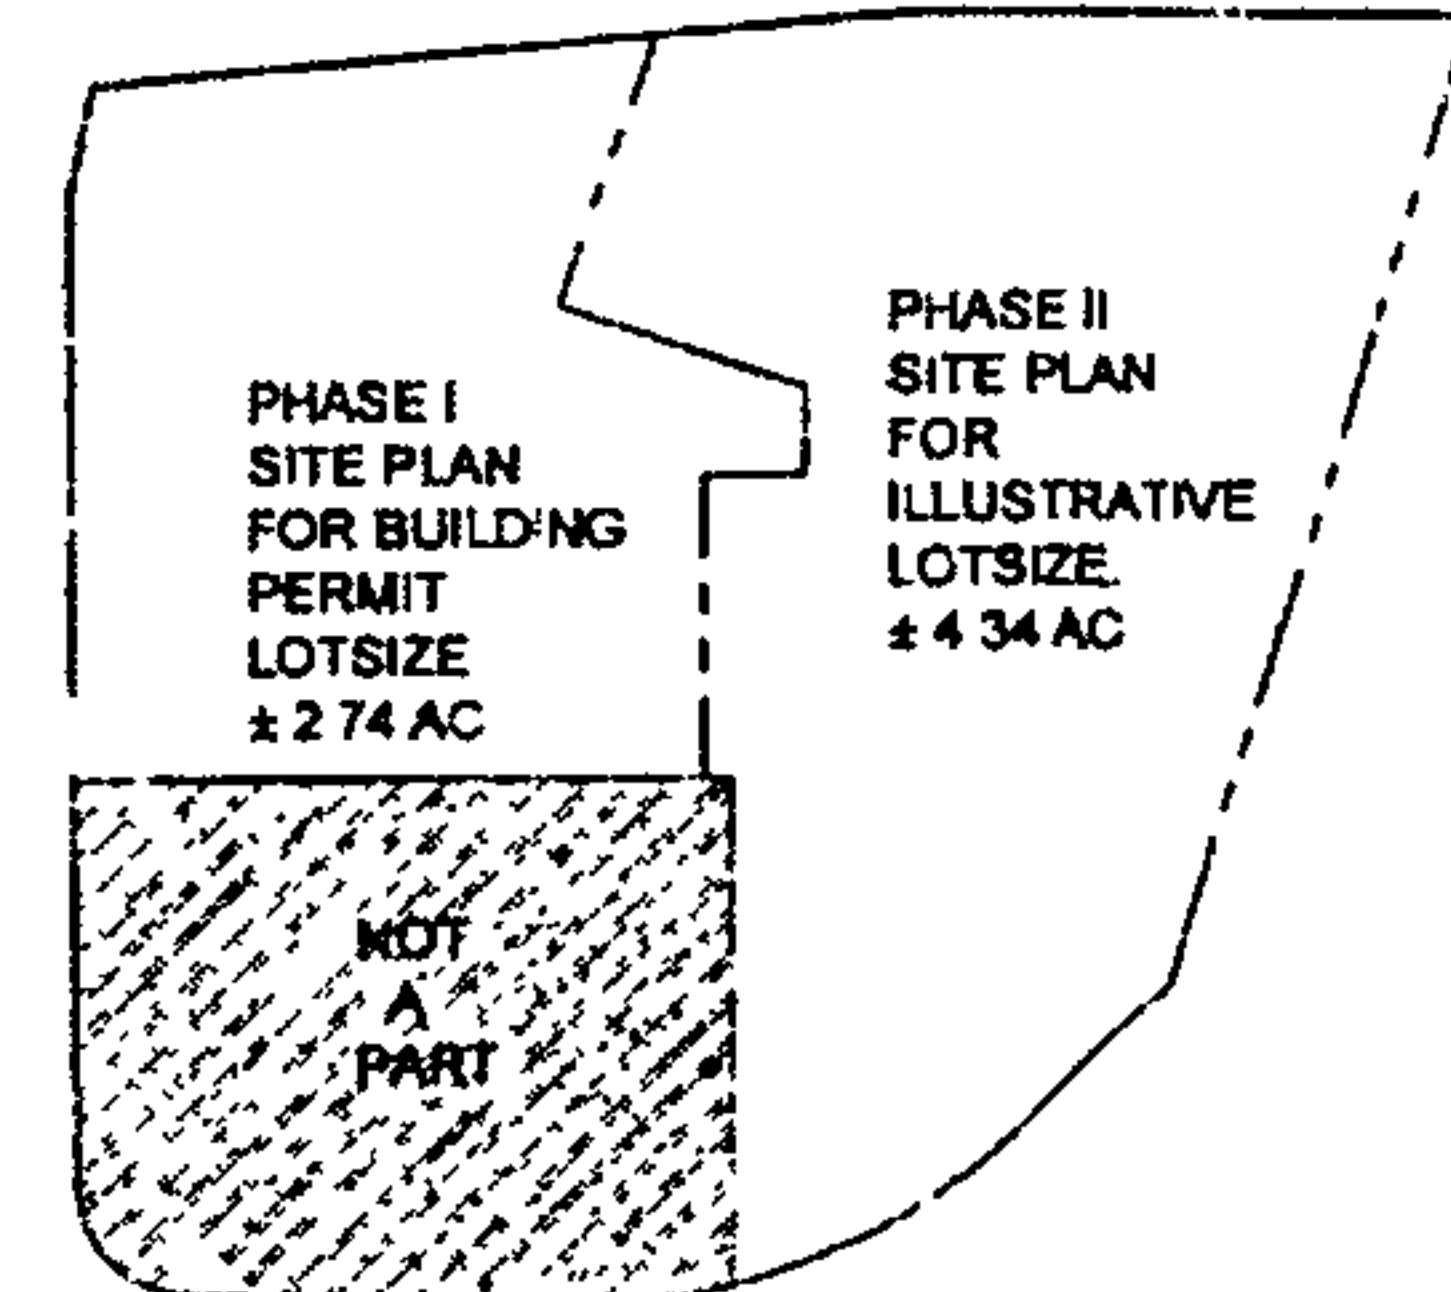 PHASE I
SITE PLAN
FOR BUILDING
PERMIT
LOTSIZE
± 2 74 AC
PHASE II
SITE PLAN
FOR
ILLUSTRATIVE
LOTSIZE.
± 4 34 AC
NOT
A
PART